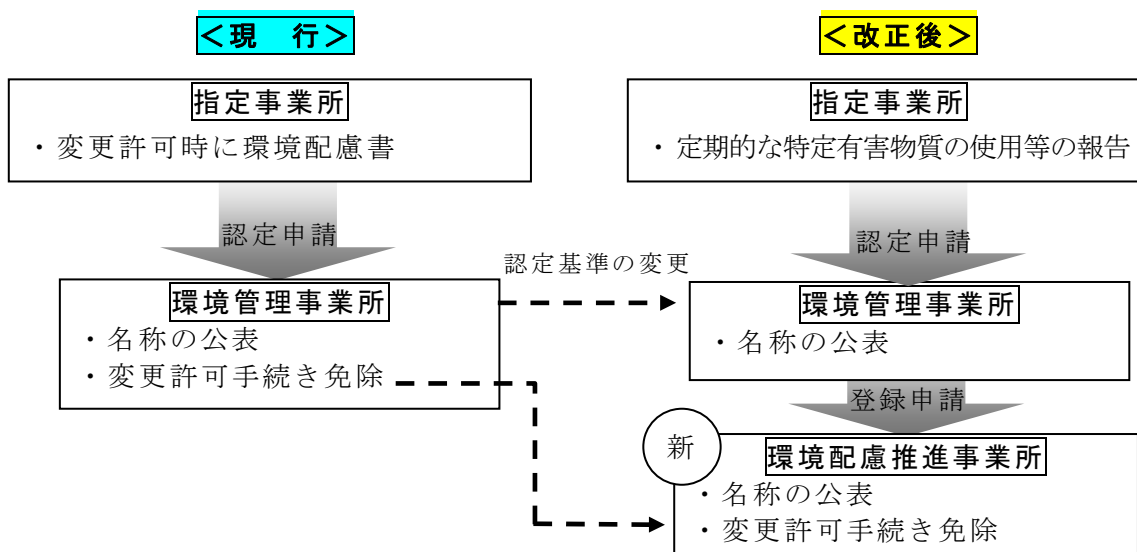 ＜現　行＞
指定事業所
・変更許可時に環境配慮書
認定申請
環境管理事業所
・名称の公表
・変更許可手続き免除
認定基準の変更
＜改正後＞
指定事業所
・定期的な特定有害物質の使用等の報告
認定申請
環境管理事業所
・名称の公表
登録申請
新
環境配慮推進事業所
・名称の公表
・変更許可手続き免除